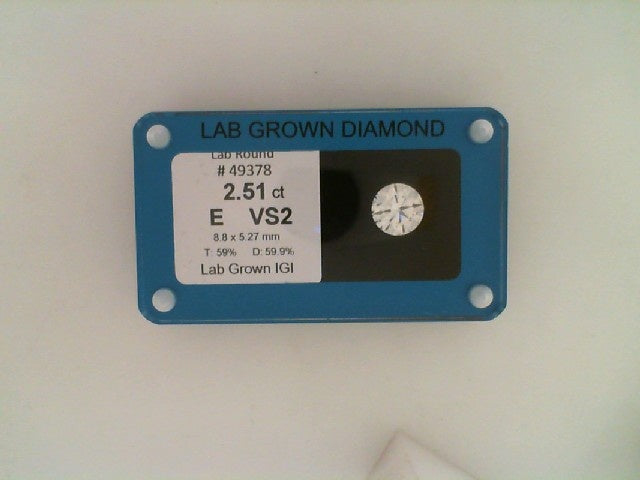 LAB GROWN DIAMOND
Lab Round
# 49378
2.51 ct
E VS2
8.8 x 5.27 mm
T: 59% D: 59.9%
Lab Grown IGI